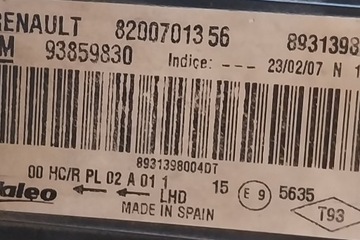 RENAULT 8200701356 8931398
M 93859830 Indice: --- 23/02/07 N 1
8931398004DT
00 HC/R PL 02 A 01 1 15 E 9 5635
Valeo LHD T93
MADE IN SPAIN